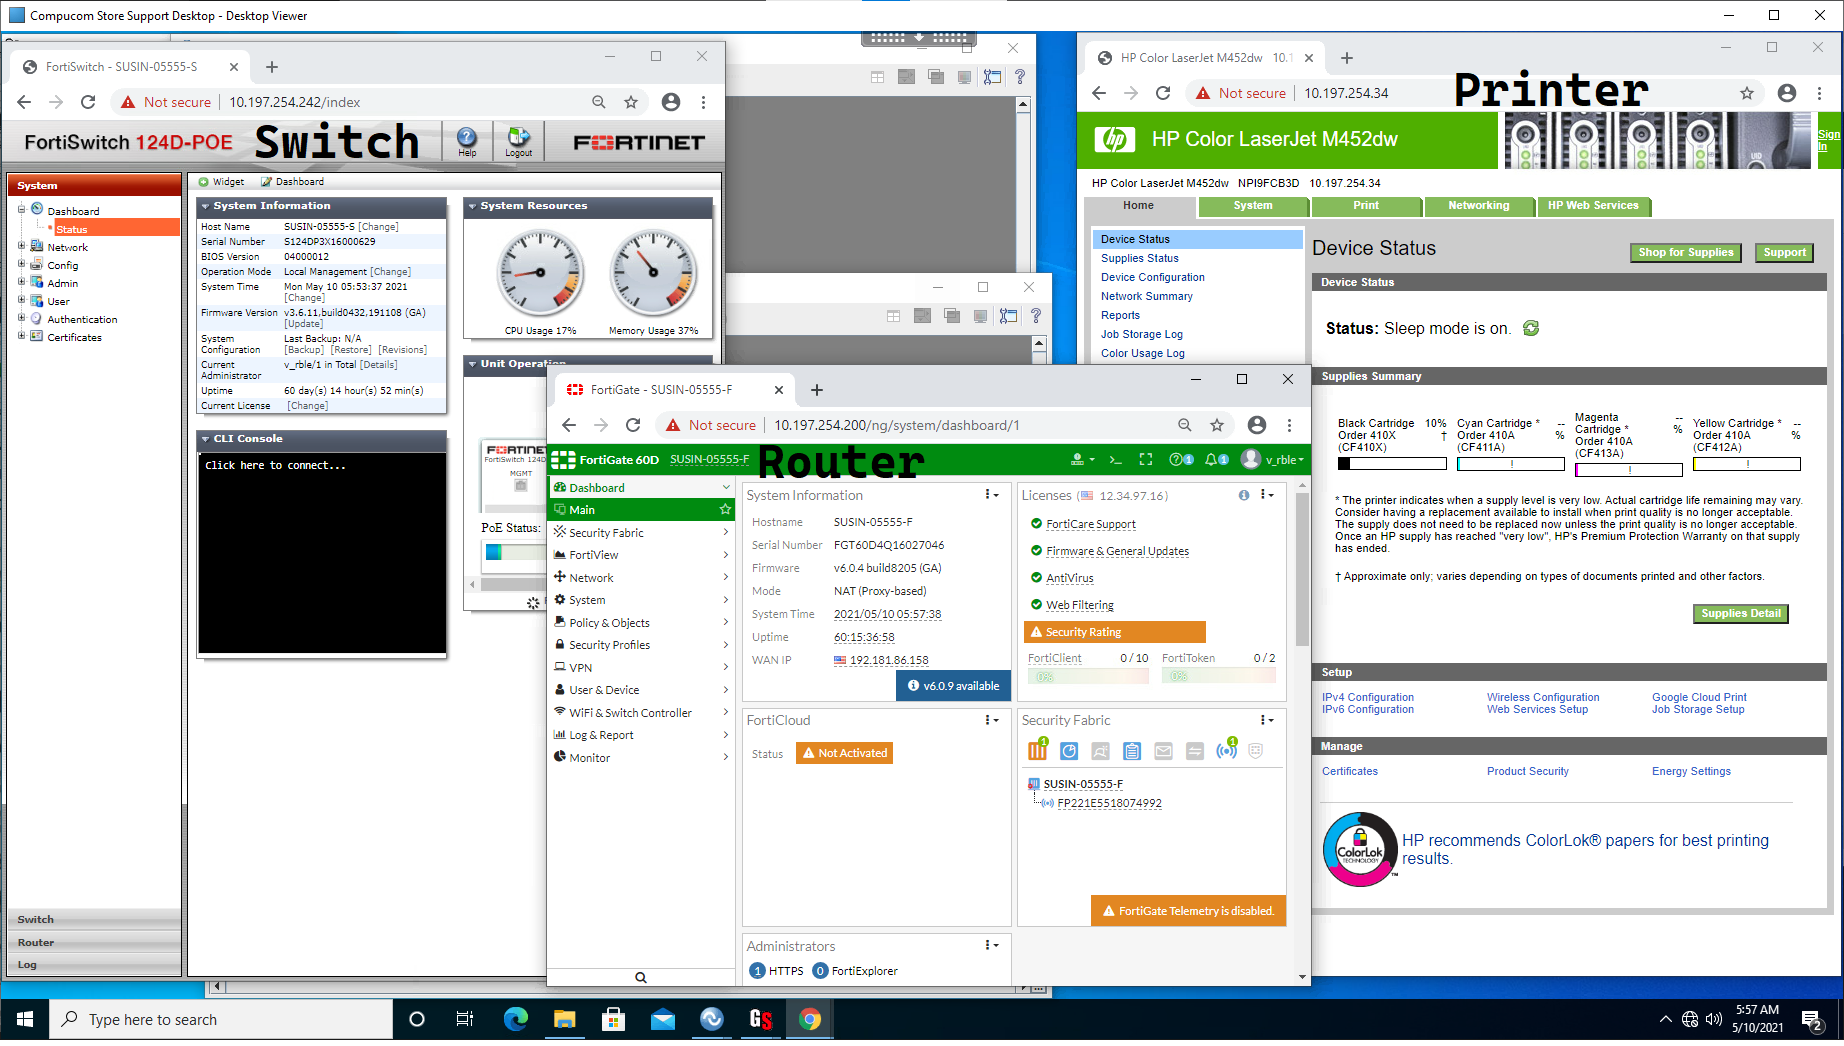 Compucom Store Support Desktop - Desktop Viewer
FortiSwitch - SUSIN-05555-S
Not secure
10.197.254.242/index
FortiSwitch 124D-POE
Switch
Help
Logout
FORTINET
System
Dashboard
Status
Network
Config
Admin
User
Authentication
Certificates
Switch
Router
Log
Widget
Dashboard
System Information
Host Name SUSIN-05555-S [Change]
Serial Number S124DP3X16000629
BIOS Version 04000012
Operation Mode Local Management [Change]
System Time Mon May 10 05:53:37 2021
[Change]
Firmware Version v3.6.11,build0432,191108 (GA)
[Update]
System Configuration Last Backup: N/A
[Backup] [Restore] [Revisions]
Current Administrator v_rble/1 in Total [Details]
Uptime 60 day(s) 14 hour(s) 52 min(s)
Current License [Change]
CLI Console
Click here to connect...
System Resources
CPU Usage 17%
Memory Usage 37%
Unit Operation
FORTINET
FortiSwitch 124D
MGMT
PoE Status:
FortiGate - SUSIN-05555-F
Not secure
10.197.254.200/ng/system/dashboard/1
FortiGate 60D
SUSIN-05555-F
Router
1
1
v_rble
Dashboard
Main
Security Fabric
FortiView
Network
System
Policy & Objects
Security Profiles
VPN
User & Device
WiFi & Switch Controller
Log & Report
Monitor
System Information
Hostname SUSIN-05555-F
Serial Number FGT60D4Q16027046
Firmware v6.0.4 build8205 (GA)
Mode NAT (Proxy-based)
System Time 2021/05/10 05:57:38
Uptime 60:15:36:58
WAN IP 192.181.86.158
v6.0.9 available
Licenses ( 12.34.97.16)
FortiCare Support
Firmware & General Updates
AntiVirus
Web Filtering
Security Rating
FortiClient 0 / 10
0%
FortiToken 0 / 2
0%
FortiCloud
Status Not Activated
Security Fabric
1
1
SUSIN-05555-F
FP221E5518074992
FortiGate Telemetry is disabled.
Administrators
1 HTTPS 0 FortiExplorer
HP Color LaserJet M452dw 10.1
Not secure
10.197.254.34
Printer
hp
HP Color LaserJet M452dw
UID
Sign
In
HP Color LaserJet M452dw NPI9FCB3D 10.197.254.34
Home
System
Print
Networking
HP Web Services
Device Status
Supplies Status
Device Configuration
Network Summary
Reports
Job Storage Log
Color Usage Log
Device Status
Shop for Supplies
Support
Device Status
Status: Sleep mode is on.
Supplies Summary
Black Cartridge 10%
Order 410X †
(CF410X)
Cyan Cartridge * --
Order 410A %
(CF411A)
!
Magenta --
Cartridge * %
Order 410A
(CF413A)
!
Yellow Cartridge * --
Order 410A %
(CF412A)
!
* The printer indicates when a supply level is very low. Actual cartridge life remaining may vary.
Consider having a replacement available to install when print quality is no longer acceptable.
The supply does not need to be replaced now unless the print quality is no longer acceptable.
Once an HP supply has reached "very low", HP's Premium Protection Warranty on that supply
has ended.
† Approximate only; varies depending on types of documents printed and other factors.
Supplies Detail
Setup
IPv4 Configuration
Wireless Configuration
Google Cloud Print
IPv6 Configuration
Web Services Setup
Job Storage Setup
Manage
Certificates
Product Security
Energy Settings
ColorLok
TECHNOLOGY
™
HP recommends ColorLok® papers for best printing
results.
Type here to search
GS
5:57 AM
5/10/2021
2